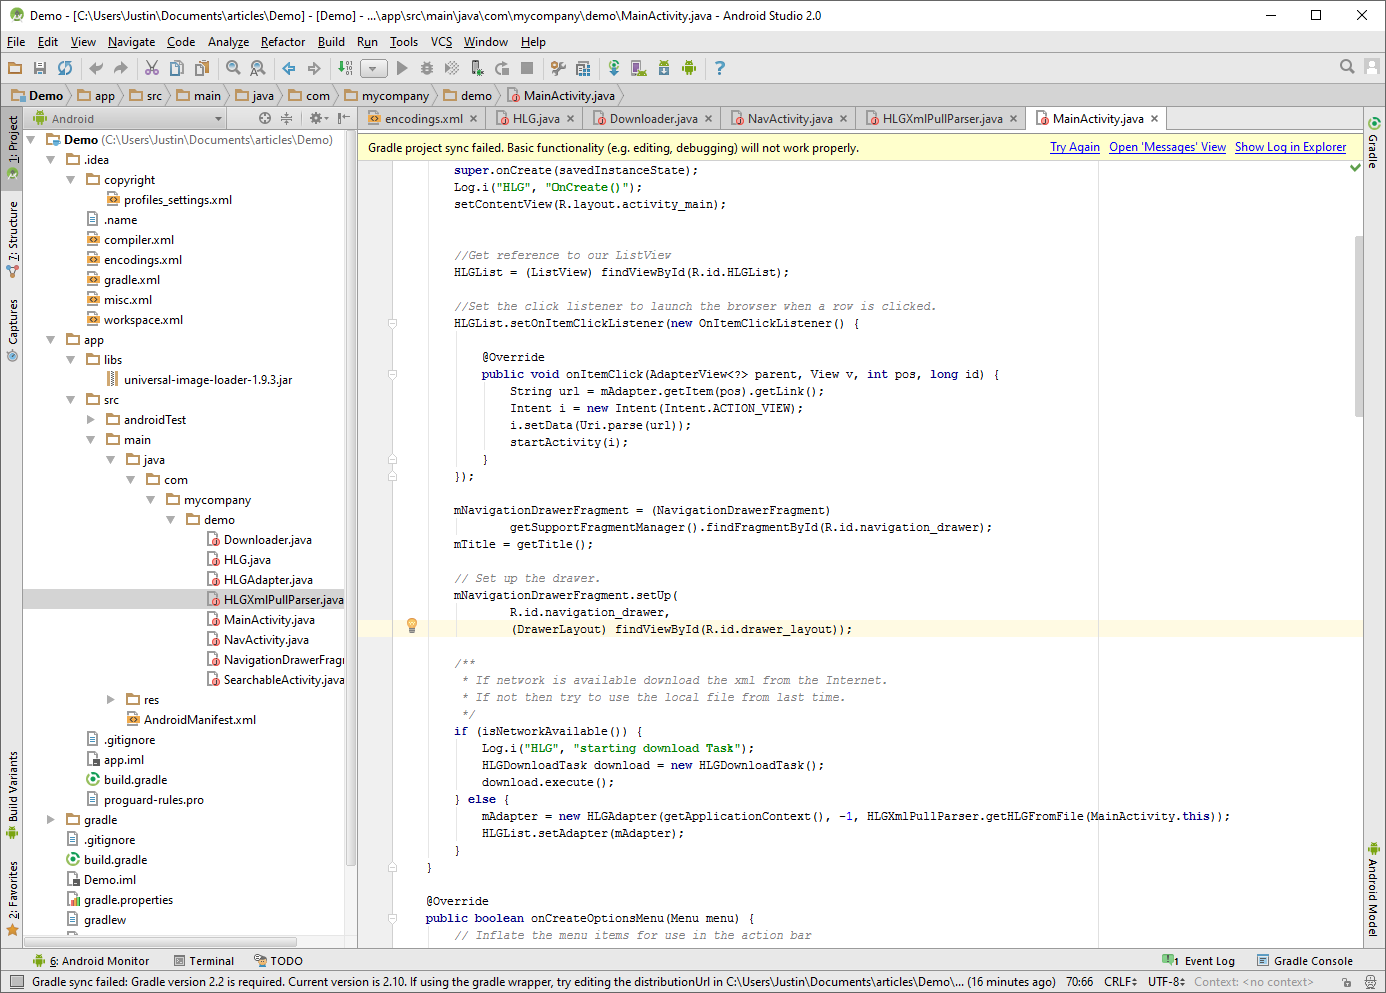 Demo - [C:\Users\Justin\Documents\articles\Demo] - [Demo] - ...\app\src\main\java\com\mycompany\demo\MainActivity.java - Android Studio 2.0
File Edit View Navigate Code Analyze Refactor Build Run Tools VCS Window Help
Demo app src main java com mycompany demo MainActivity.java
1: Project
7: Structure
Captures
Build Variants
2: Favorites
Android
Demo (C:\Users\Justin\Documents\articles\Demo)
.idea
copyright
profiles_settings.xml
.name
compiler.xml
encodings.xml
gradle.xml
misc.xml
workspace.xml
app
libs
universal-image-loader-1.9.3.jar
src
androidTest
main
java
com
mycompany
demo
Downloader.java
HLG.java
HLGAdapter.java
HLGXmlPullParser.java
MainActivity.java
NavActivity.java
NavigationDrawerFragr
SearchableActivity.java
res
AndroidManifest.xml
.gitignore
app.iml
build.gradle
proguard-rules.pro
gradle
.gitignore
build.gradle
Demo.iml
gradle.properties
gradlew
encodings.xml HLG.java Downloader.java NavActivity.java HLGXmlPullParser.java MainActivity.java
Gradle project sync failed. Basic functionality (e.g. editing, debugging) will not work properly. Try Again Open 'Messages' View Show Log in Explorer
super.onCreate(savedInstanceState);
Log.i("HLG", "OnCreate()");
setContentView(R.layout.activity_main);
//Get reference to our ListView
HLGList = (ListView) findViewById(R.id.HLGList);
//Set the click listener to launch the browser when a row is clicked.
HLGList.setOnItemClickListener(new OnItemClickListener() {
@Override
public void onItemClick(AdapterView<?> parent, View v, int pos, long id) {
String url = mAdapter.getItem(pos).getLink();
Intent i = new Intent(Intent.ACTION_VIEW);
i.setData(Uri.parse(url));
startActivity(i);
}
});
mNavigationDrawerFragment = (NavigationDrawerFragment)
getSupportFragmentManager().findFragmentById(R.id.navigation_drawer);
mTitle = getTitle();
// Set up the drawer.
mNavigationDrawerFragment.setUp(
R.id.navigation_drawer,
(DrawerLayout) findViewById(R.id.drawer_layout));
/**
* If network is available download the xml from the Internet.
* If not then try to use the local file from last time.
*/
if (isNetworkAvailable()) {
Log.i("HLG", "starting download Task");
HLGDownloadTask download = new HLGDownloadTask();
download.execute();
} else {
mAdapter = new HLGAdapter(getApplicationContext(), -1, HLGXmlPullParser.getHLGFromFile(MainActivity.this));
HLGList.setAdapter(mAdapter);
}
}
@Override
public boolean onCreateOptionsMenu(Menu menu) {
// Inflate the menu items for use in the action bar
Gradle
Android Model
6: Android Monitor Terminal TODO 1 Event Log Gradle Console
Gradle sync failed: Gradle version 2.2 is required. Current version is 2.10. If using the gradle wrapper, try editing the distributionUrl in C:\Users\Justin\Documents\articles\Demo\... (16 minutes ago) 70:66 CRLF UTF-8 Context: <no context>